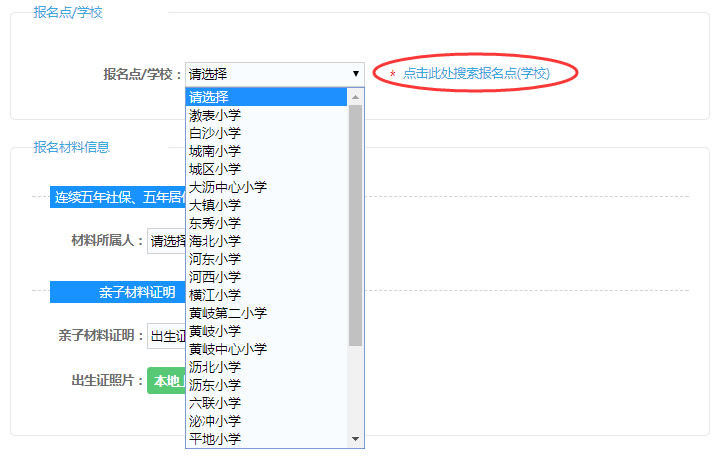 报名点/学校
报名点/学校： 请选择 ▼ * 点击此处搜索报名点(学校)
请选择
漖表小学
白沙小学
报名材料信息
城南小学
城区小学
大沥中心小学
连续五年社保、五年居
大镇小学
东秀小学
材料所属人： 请选择
海北小学
河东小学
河西小学
亲子材料证明
横江小学
黄岐第二小学
亲子材料证明： 出生证
黄岐小学
黄岐中心小学
沥北小学
出生证照片： 本地
沥东小学
六联小学
泌冲小学
平地小学